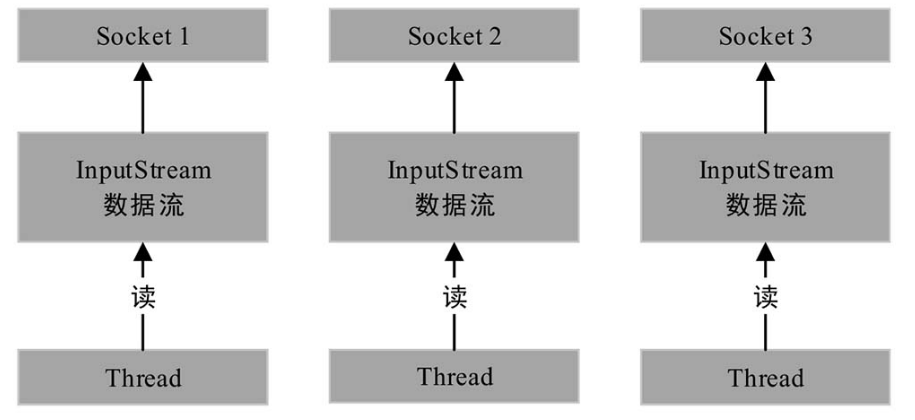 Socket 1
Socket 2
Socket 3
InputStream
数据流
InputStream
数据流
InputStream
数据流
读
读
读
Thread
Thread
Thread